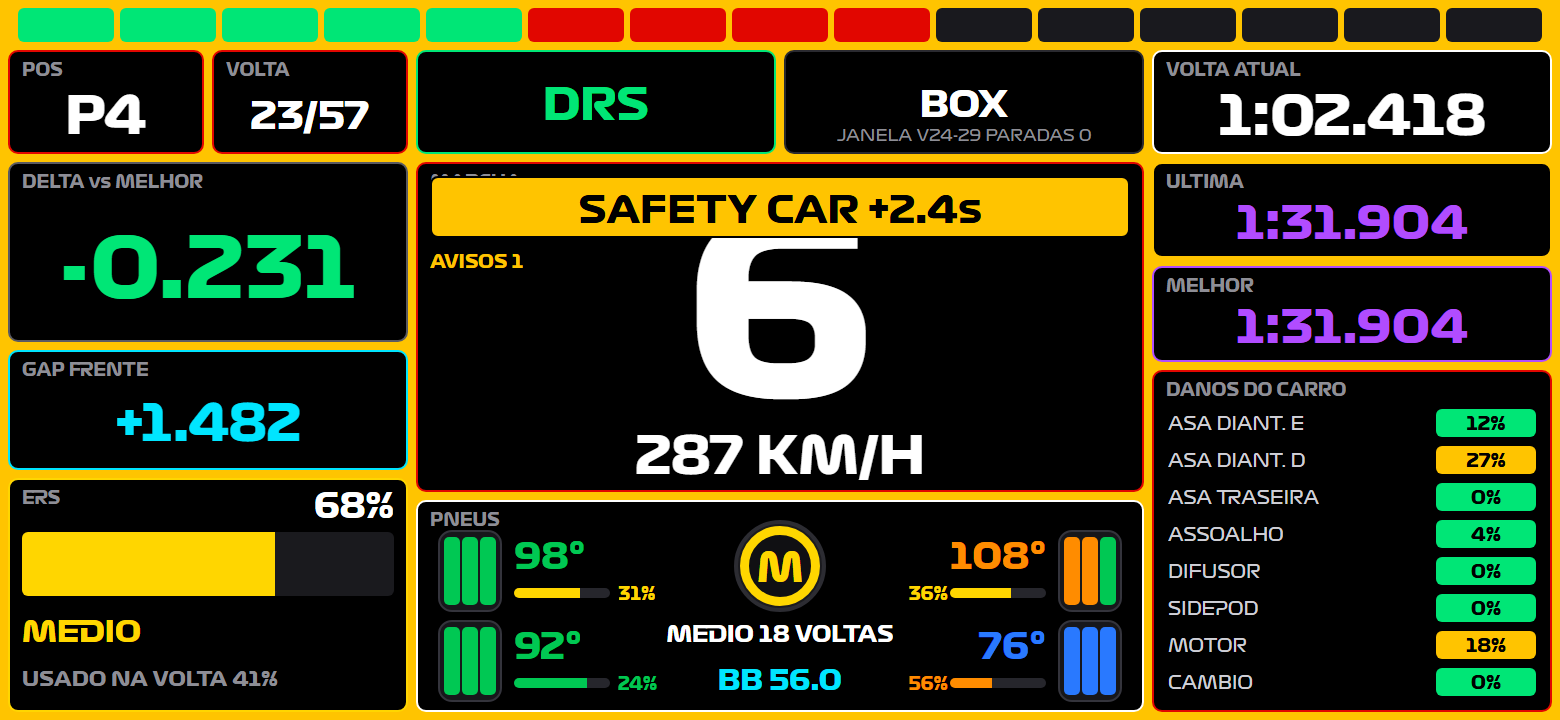 POS
P4
VOLTA
23/57
DRS
BOX
JANELA V24-29 PARADAS 0
VOLTA ATUAL
1:02.418
DELTA vs MELHOR
-0.231
SAFETY CAR +2.4s
AVISOS 1
6
287 KM/H
ULTIMA
1:31.904
MELHOR
1:31.904
GAP FRENTE
+1.482
ERS
68%
MEDIO
USADO NA VOLTA 41%
PNEUS
98°
31%
M
108°
36%
92°
24%
MEDIO 18 VOLTAS
BB 56.0
76°
56%
DANOS DO CARRO
ASA DIANT. E 12%
ASA DIANT. D 27%
ASA TRASEIRA 0%
ASSOALHO 4%
DIFUSOR 0%
SIDEPOD 0%
MOTOR 18%
CAMBIO 0%